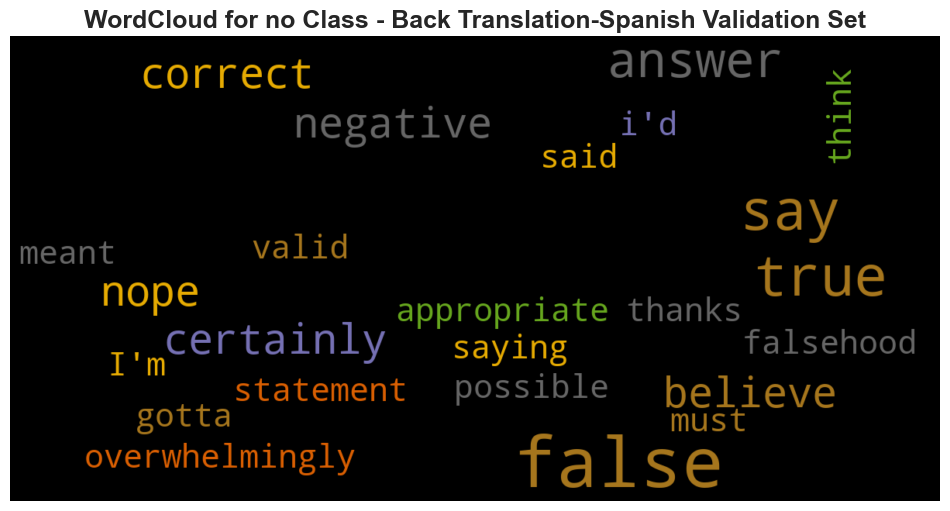 WordCloud for no Class - Back Translation-Spanish Validation Set
correct
answer
think
negative
i'd
said
say
meant
valid
true
nope
appropriate
thanks
certainly
saying
falsehood
I'm
statement
possible
believe
gotta
must
overwhelmingly
false